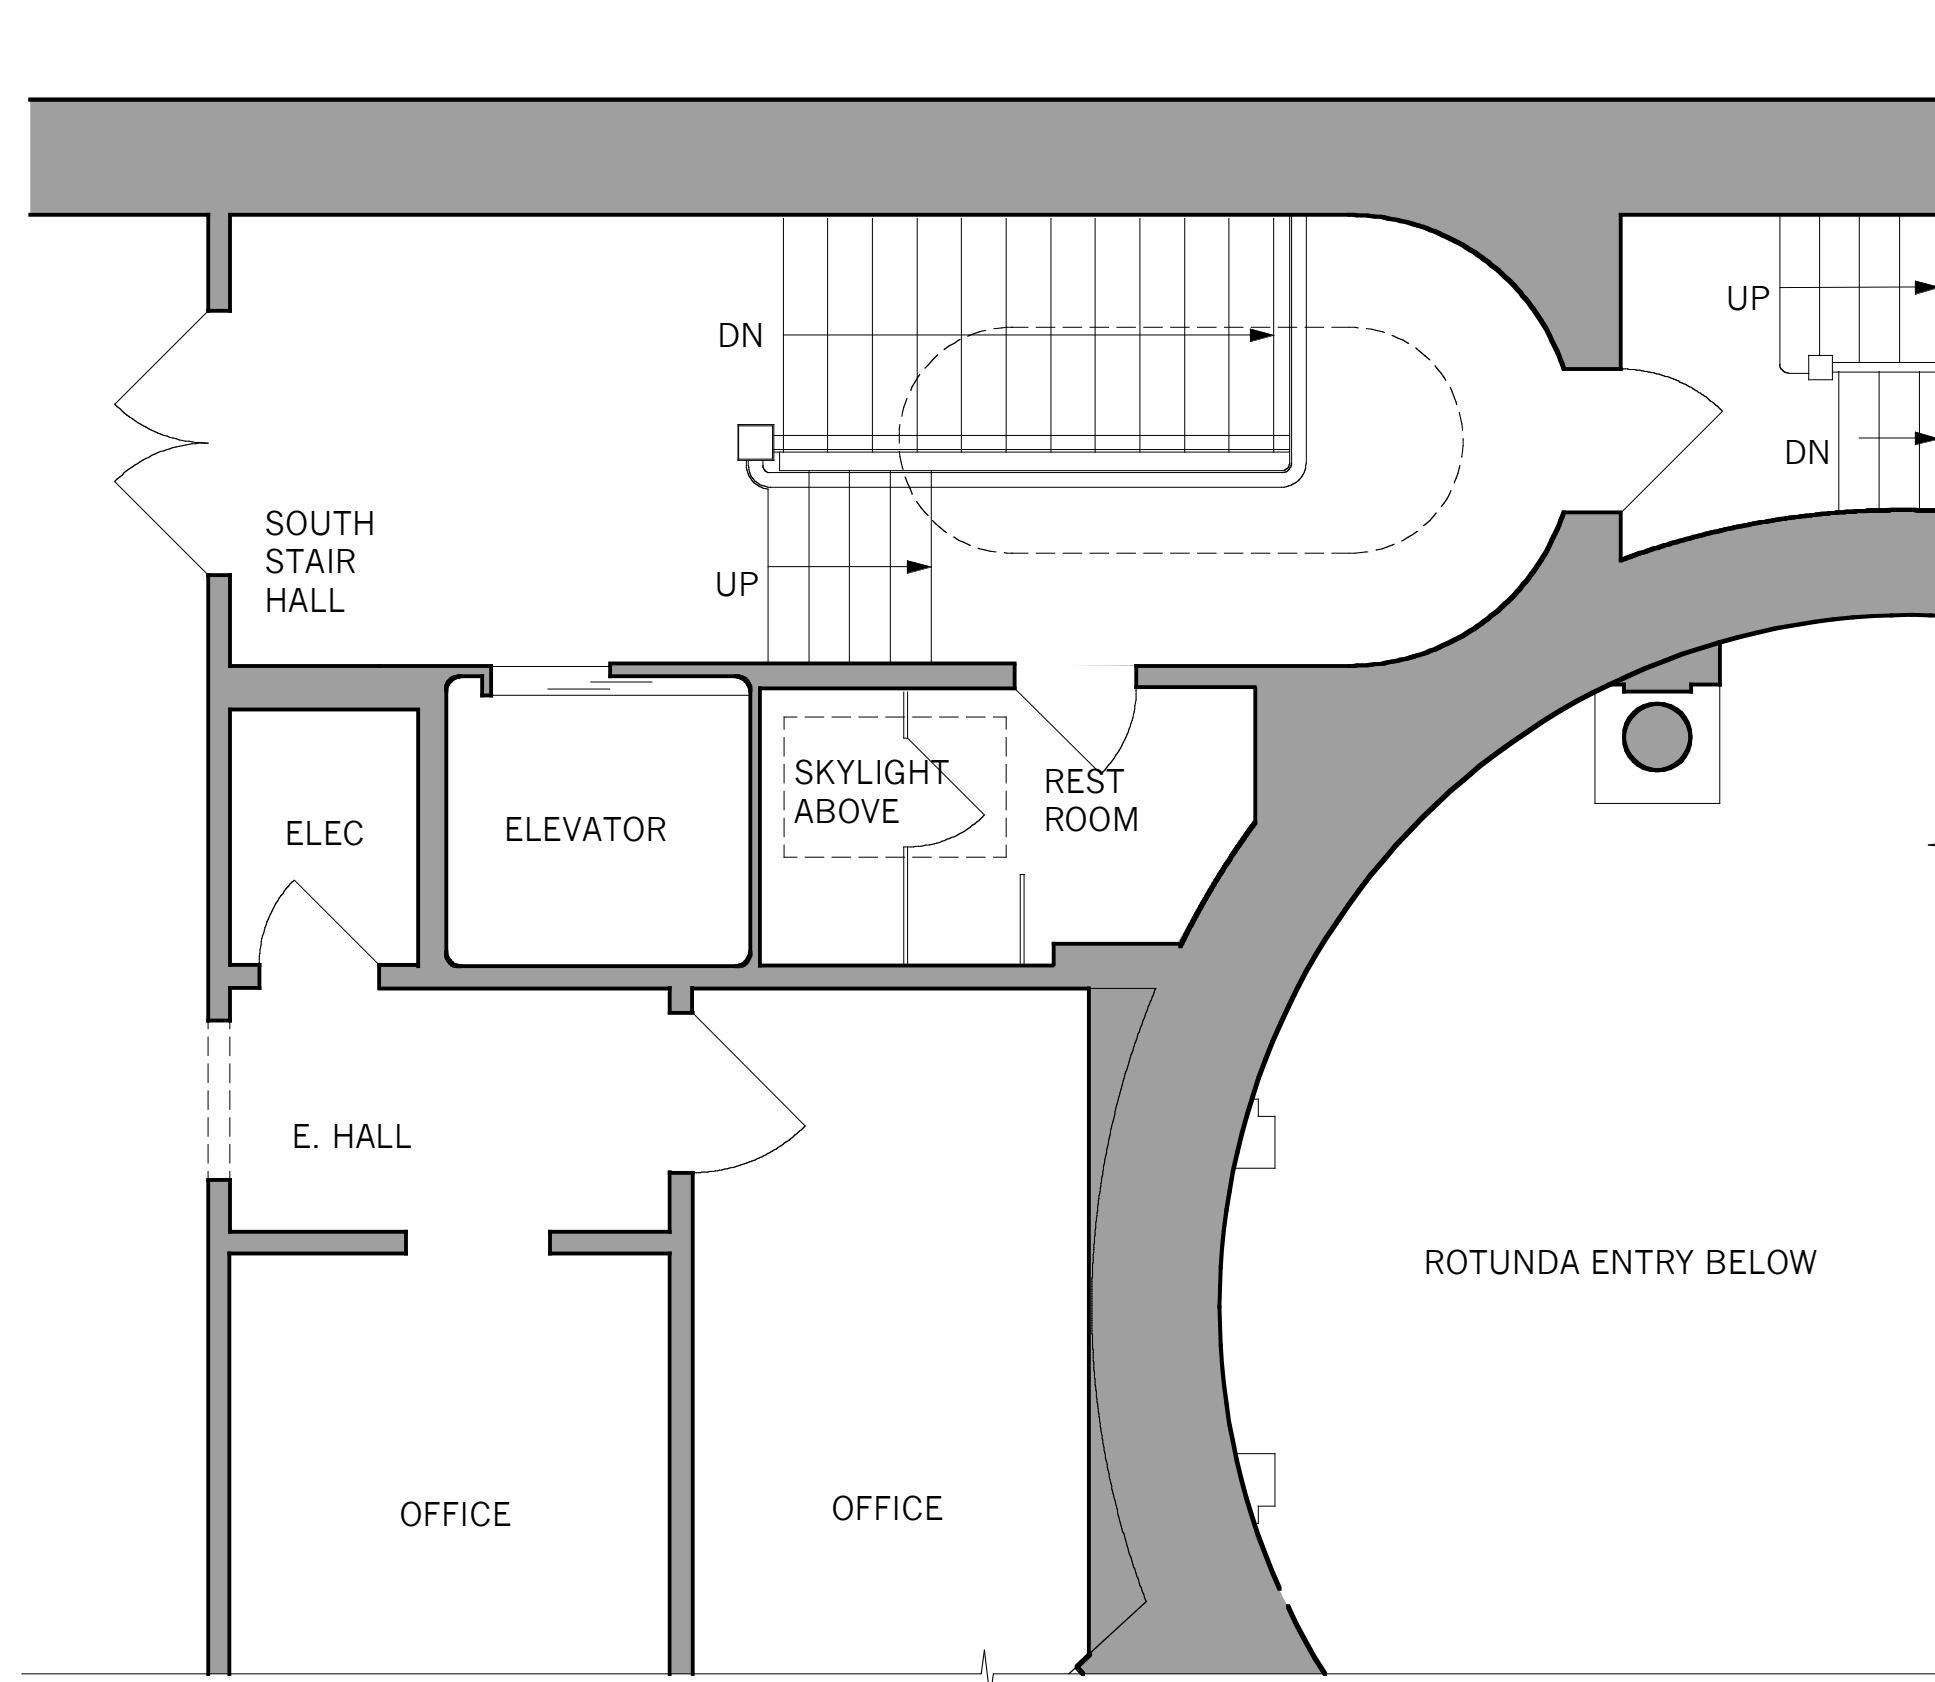 UP
DN
DN
SOUTH
STAIR
HALL
UP
SKYLIGHT
ABOVE
REST
ROOM
ELEC
ELEVATOR
E. HALL
ROTUNDA ENTRY BELOW
OFFICE
OFFICE